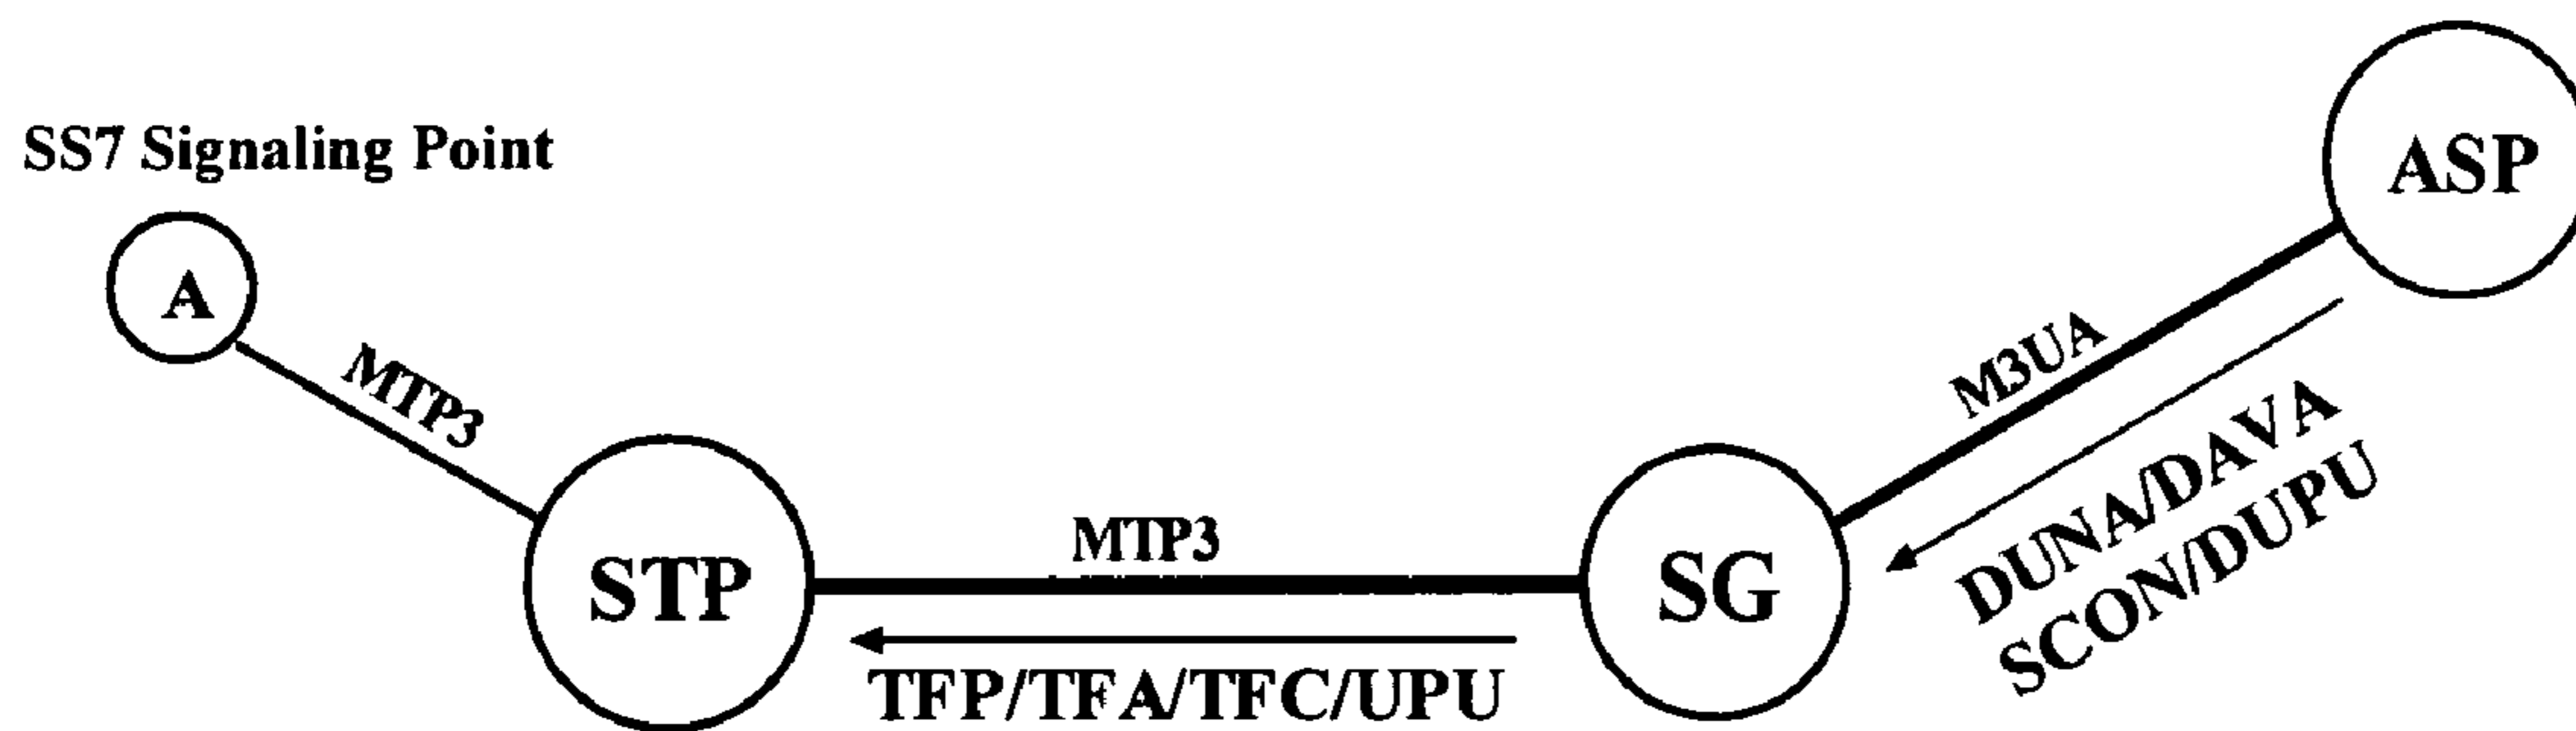 SS7 Signaling Point
A
MTP3
STP
MTP3
TFP/TFA/TFC/UPU
SG
M3UA
DUNA/DAVA
SCON/DUPU
ASP